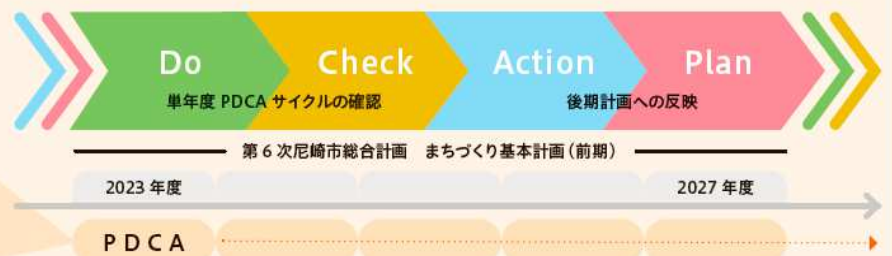 Do Check Action Plan
単年度 PDCA サイクルの確認 後期計画への反映
第6次尼崎市総合計画 まちづくり基本計画（前期）
2023 年度 2027 年度
PDCA